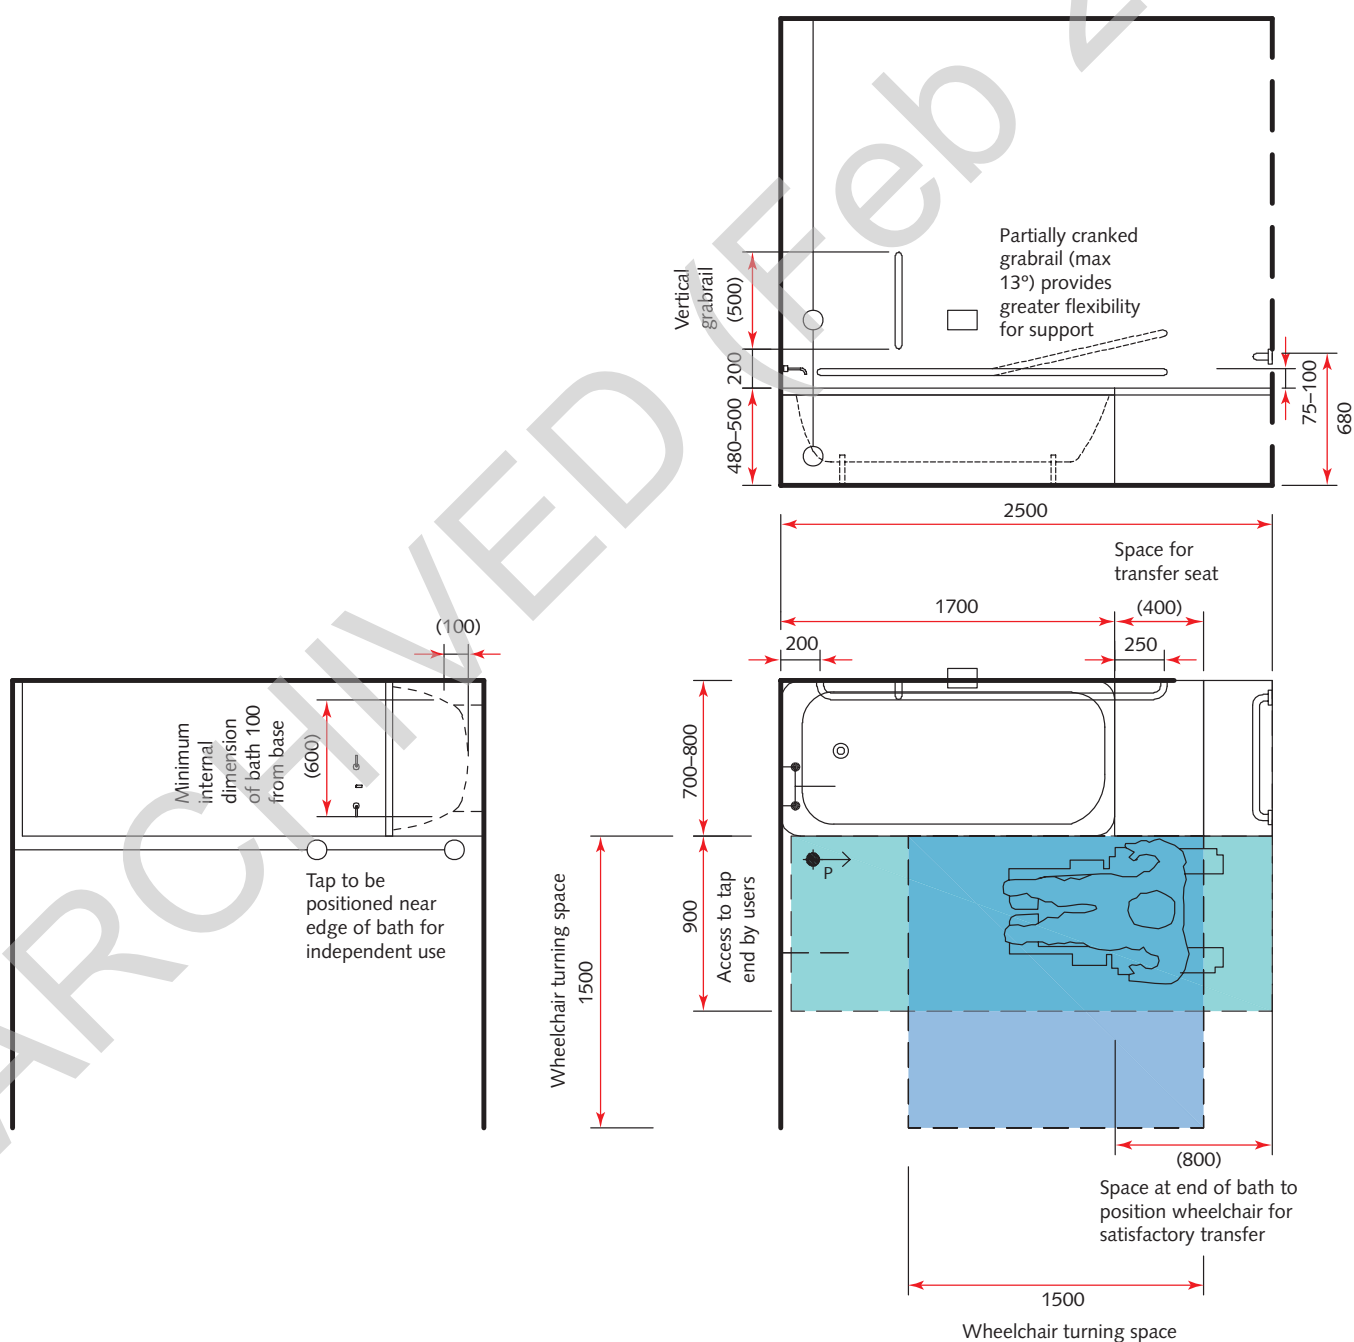 ARCHIVED (Feb 2
Partially cranked
grabrail (max
13º) provides
greater flexibility
for support
Vertical
grabrail
(500)
200
480–500
75–100
680
2500
Space for
transfer seat
1700
(400)
200
250
(100)
Minimum
internal
dimension
of bath 100
from base
(600)
700–800
Tap to be
positioned near
edge of bath for
independent use
Wheelchair turning space
1500
900
Access to tap
end by users
P
(800)
Space at end of bath to
position wheelchair for
satisfactory transfer
1500
Wheelchair turning space